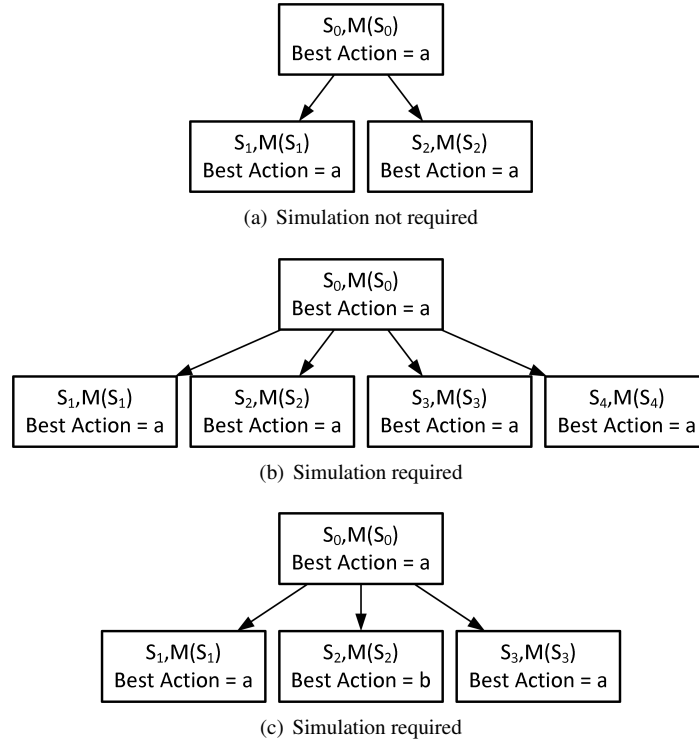 S₀,M(S₀)
Best Action = a
S₁,M(S₁)
Best Action = a
S₂,M(S₂)
Best Action = a
(a) Simulation not required
S₀,M(S₀)
Best Action = a
S₁,M(S₁)
Best Action = a
S₂,M(S₂)
Best Action = a
S₃,M(S₃)
Best Action = a
S₄,M(S₄)
Best Action = a
(b) Simulation required
S₀,M(S₀)
Best Action = a
S₁,M(S₁)
Best Action = a
S₂,M(S₂)
Best Action = b
S₃,M(S₃)
Best Action = a
(c) Simulation required